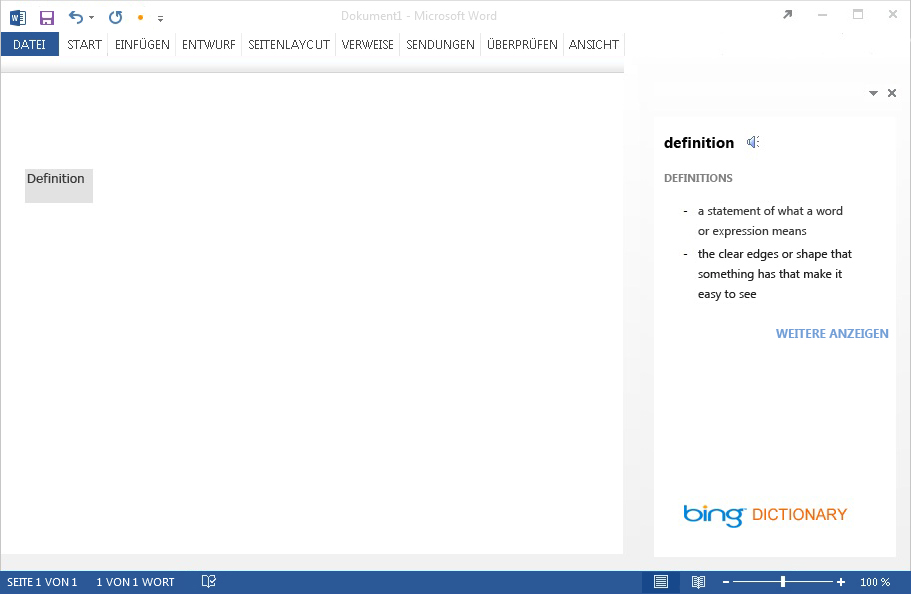 Dokument1 - Microsoft Word
DATEI START EINFÜGEN ENTWURF SEITENLAYCUT VERWEISE SENDUNGEN ÜBERPRÜFEN ANSICHT
Definition
definition
DEFINITIONS
- a statement of what a word
or expression means
- the clear edges or shape that
something has that make it
easy to see
WEITERE ANZEIGEN
bing DICTIONARY
SEITE 1 VON 1 1 VON 1 WORT 100 %